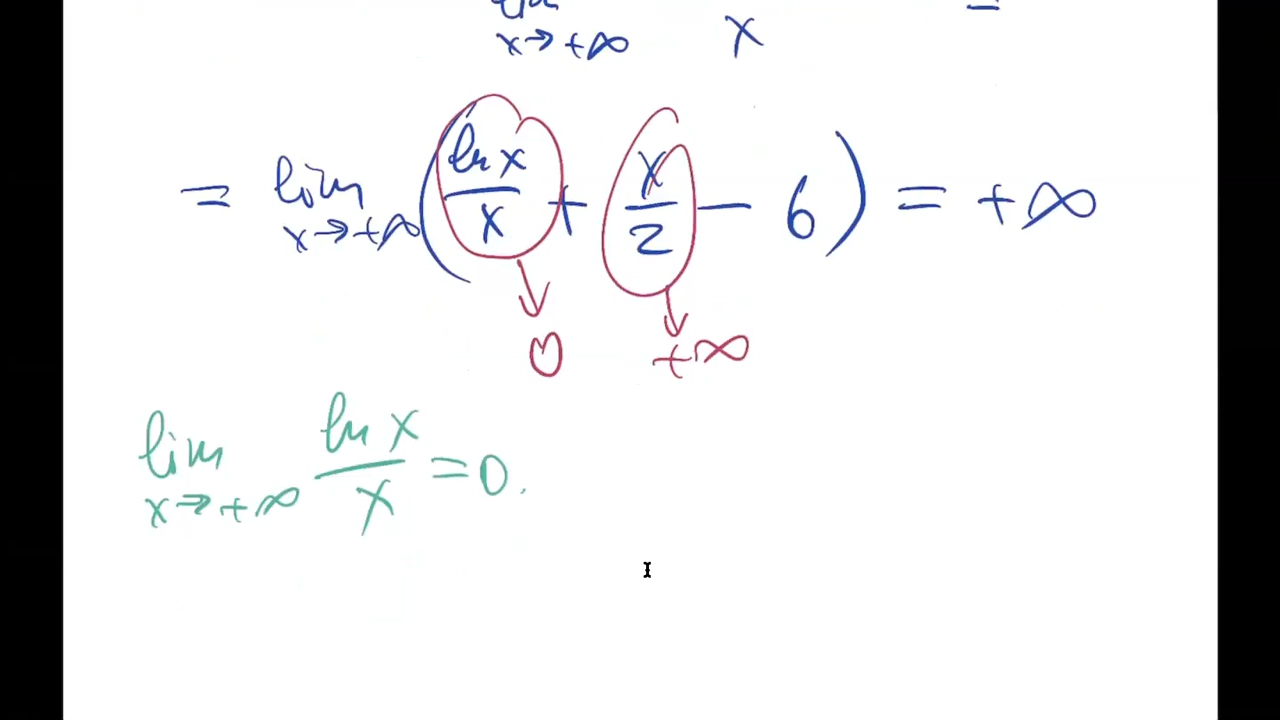 x→+∞ x =
= lim x→+∞ (ln x / x + x / 2 − 6) = +∞
0 +∞
lim x→+∞ ln x / x = 0.